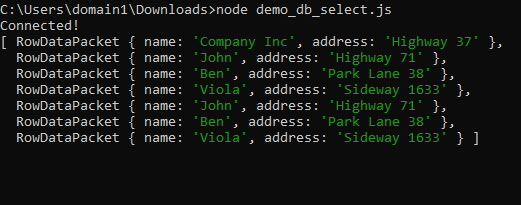 C:\Users\domain1\Downloads>node demo_db_select.js
Connected!
[ RowDataPacket { name: 'Company Inc', address: 'Highway 37' },
  RowDataPacket { name: 'John', address: 'Highway 71' },
  RowDataPacket { name: 'Ben', address: 'Park Lane 38' },
  RowDataPacket { name: 'Viola', address: 'Sideway 1633' },
  RowDataPacket { name: 'John', address: 'Highway 71' },
  RowDataPacket { name: 'Ben', address: 'Park Lane 38' },
  RowDataPacket { name: 'Viola', address: 'Sideway 1633' } ]